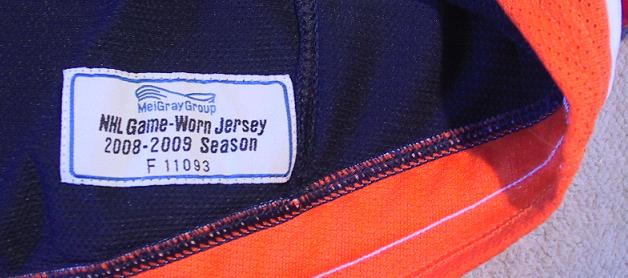 MeiGrayGroup
NHL Game-Worn Jersey
2008-2009 Season
F 11093